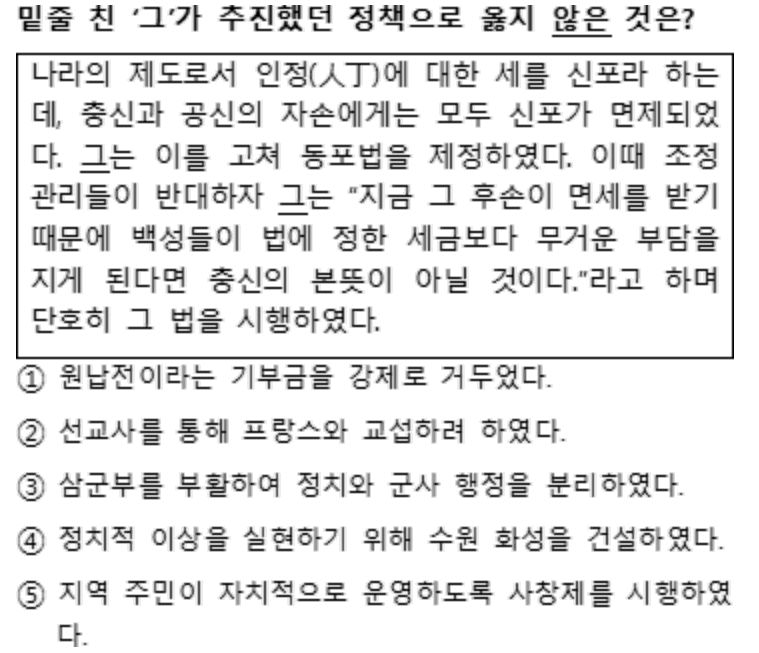 밑줄 친 ‘그’가 추진했던 정책으로 옳지 않은 것은?
나라의 제도로서 인정(人丁)에 대한 세를 신포라 하는
데, 충신과 공신의 자손에게는 모두 신포가 면제되었
다. 그는 이를 고쳐 동포법을 제정하였다. 이때 조정
관리들이 반대하자 그는 “지금 그 후손이 면세를 받기
때문에 백성들이 법에 정한 세금보다 무거운 부담을
지게 된다면 충신의 본뜻이 아닐 것이다.”라고 하며
단호히 그 법을 시행하였다.
① 원납전이라는 기부금을 강제로 거두었다.
② 선교사를 통해 프랑스와 교섭하려 하였다.
③ 삼군부를 부활하여 정치와 군사 행정을 분리하였다.
④ 정치적 이상을 실현하기 위해 수원 화성을 건설하였다.
⑤ 지역 주민이 자치적으로 운영하도록 사창제를 시행하였
다.